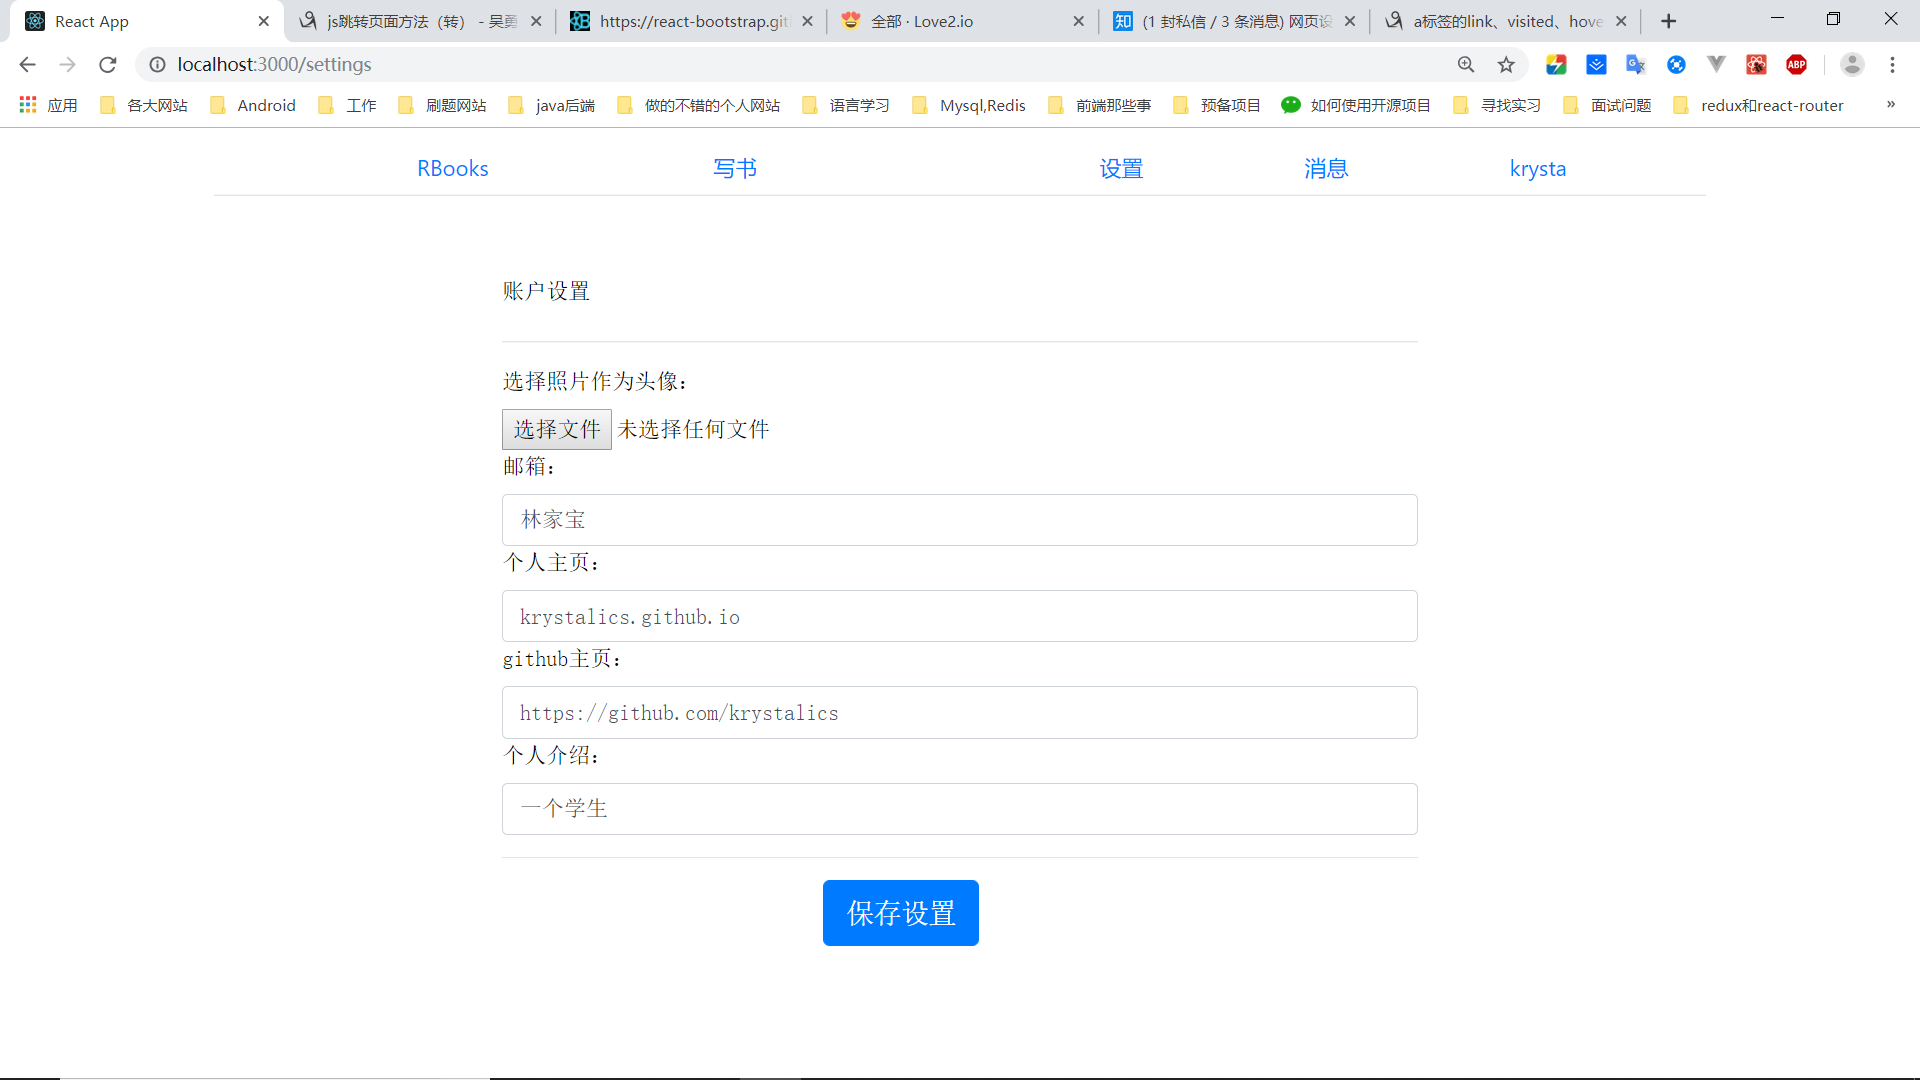 React App
js跳转页面方法（转） - 吴勇
https://react-bootstrap.git
全部 · Love2.io
知 (1 封私信 / 3 条消息) 网页设
a标签的link、visited、hove
localhost:3000/settings
ABP
应用 各大网站 Android 工作 刷题网站 java后端 做的不错的个人网站 语言学习 Mysql,Redis 前端那些事 预备项目 如何使用开源项目 寻找实习 面试问题 redux和react-router »
RBooks 写书 设置 消息 krysta
账户设置
选择照片作为头像：
选择文件 未选择任何文件
邮箱：
林家宝
个人主页：
krystalics.github.io
github主页：
https://github.com/krystalics
个人介绍：
一个学生
保存设置